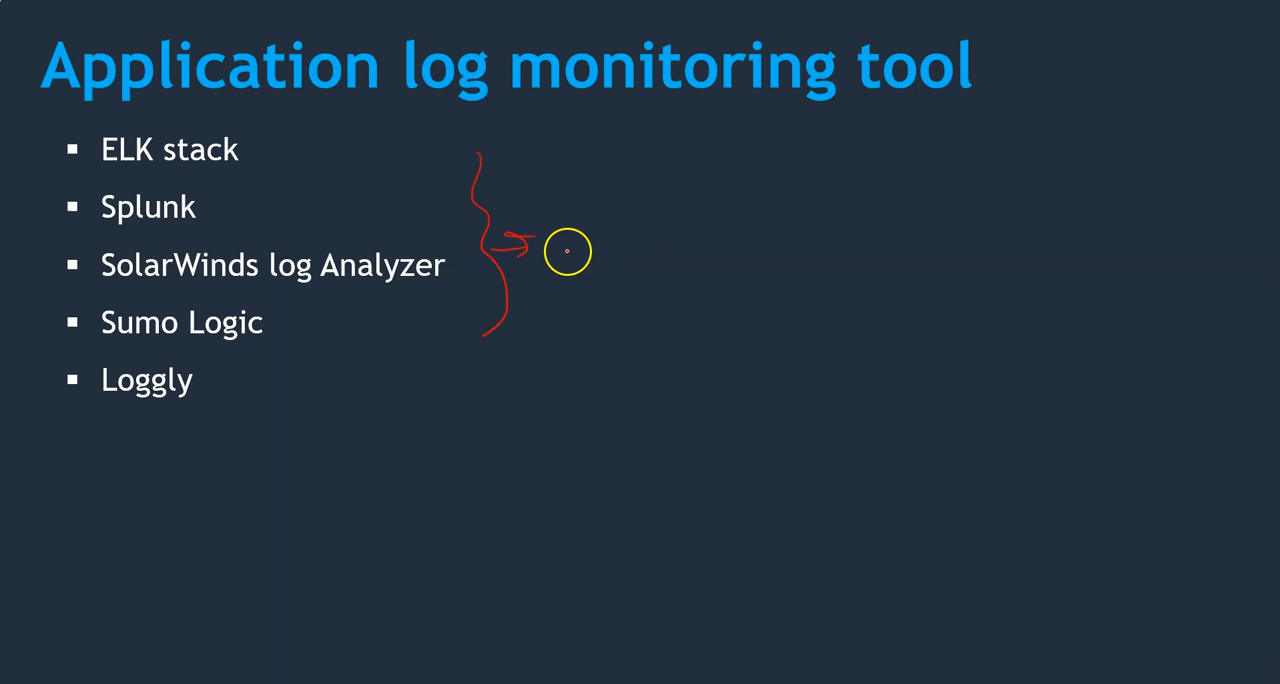 Application log monitoring tool
▪ ELK stack
▪ Splunk
▪ SolarWinds log Analyzer
▪ Sumo Logic
▪ Loggly